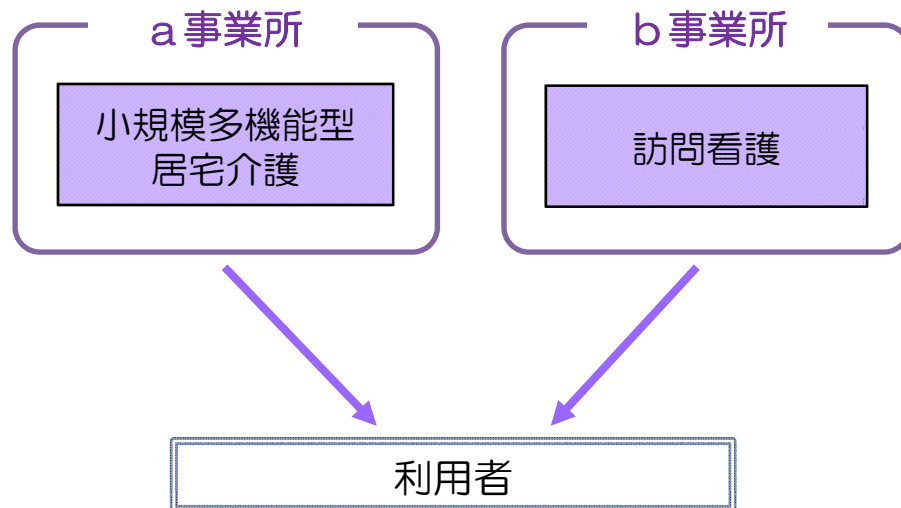 ａ事業所
ｂ事業所
小規模多機能型
居宅介護
訪問看護
利用者